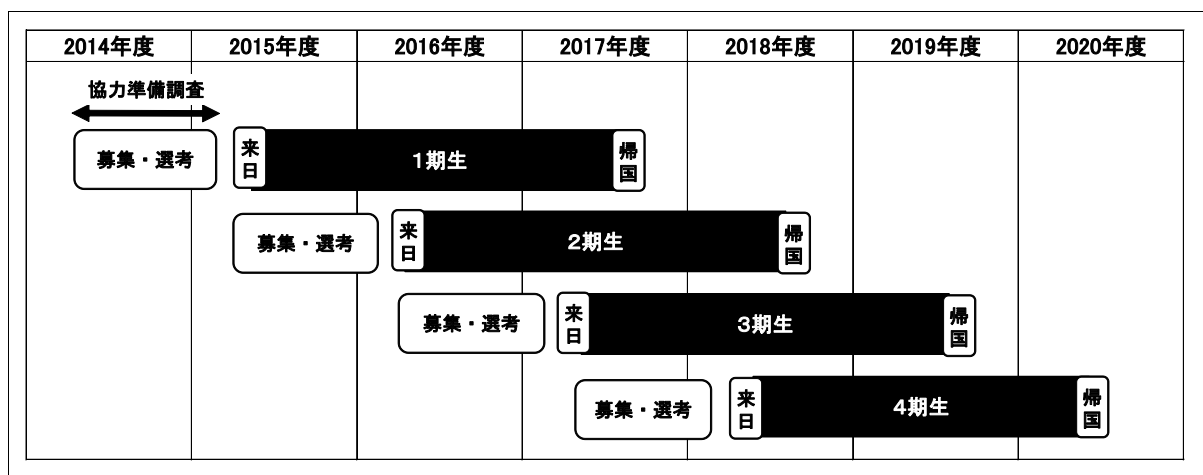 2014年度 2015年度 2016年度 2017年度 2018年度 2019年度 2020年度
協力準備調査
募集・選考 来日 1期生 帰国
募集・選考 来日 2期生 帰国
募集・選考 来日 3期生 帰国
募集・選考 来日 4期生 帰国